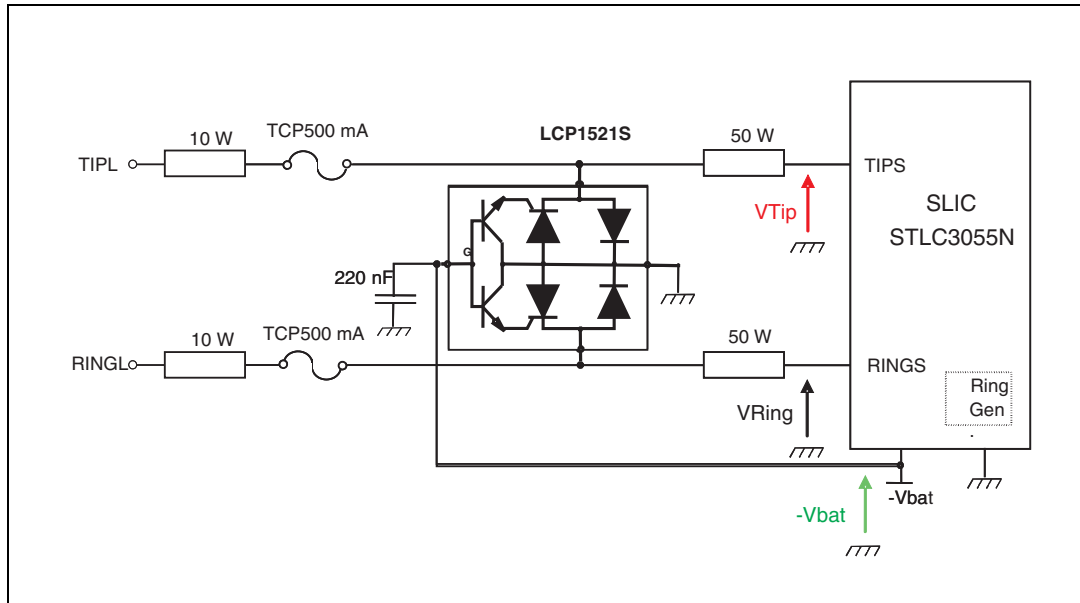 LCP1521S
10 W
TCP500 mA
50 W
TIPL
TIPS
VTip
SLIC
STLC3055N
G
220 nF
10 W
TCP500 mA
50 W
RINGL
RINGS
VRing
Ring
Gen
.
-Vbat
-Vbat